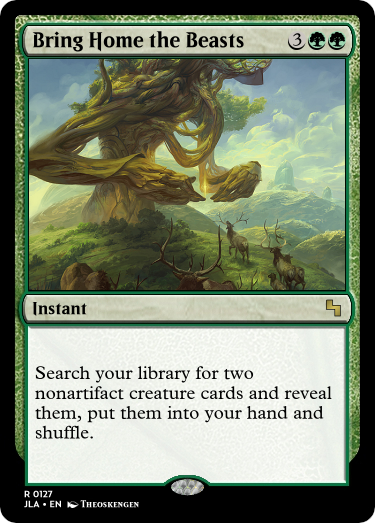 Bring Home the Beasts 3
Instant
Search your library for two
nonartifact creature cards and reveal
them, put them into your hand and
shuffle.
R 0127
JLA • EN Theoskengen